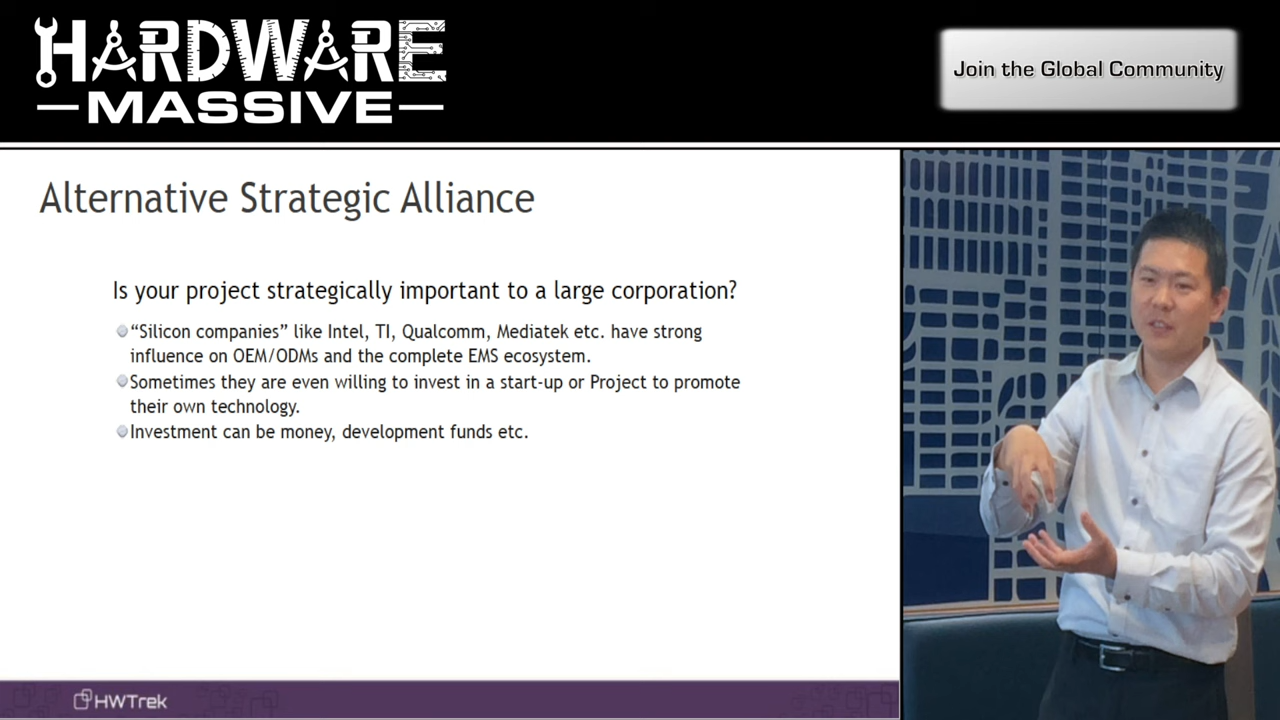 HARDWARE
MASSIVE
Join the Global Community
Alternative Strategic Alliance
Is your project strategically important to a large corporation?
“Silicon companies” like Intel, TI, Qualcomm, Mediatek etc. have strong
influence on OEM/ODMs and the complete EMS ecosystem.
Sometimes they are even willing to invest in a start-up or Project to promote
their own technology.
Investment can be money, development funds etc.
HWTrek